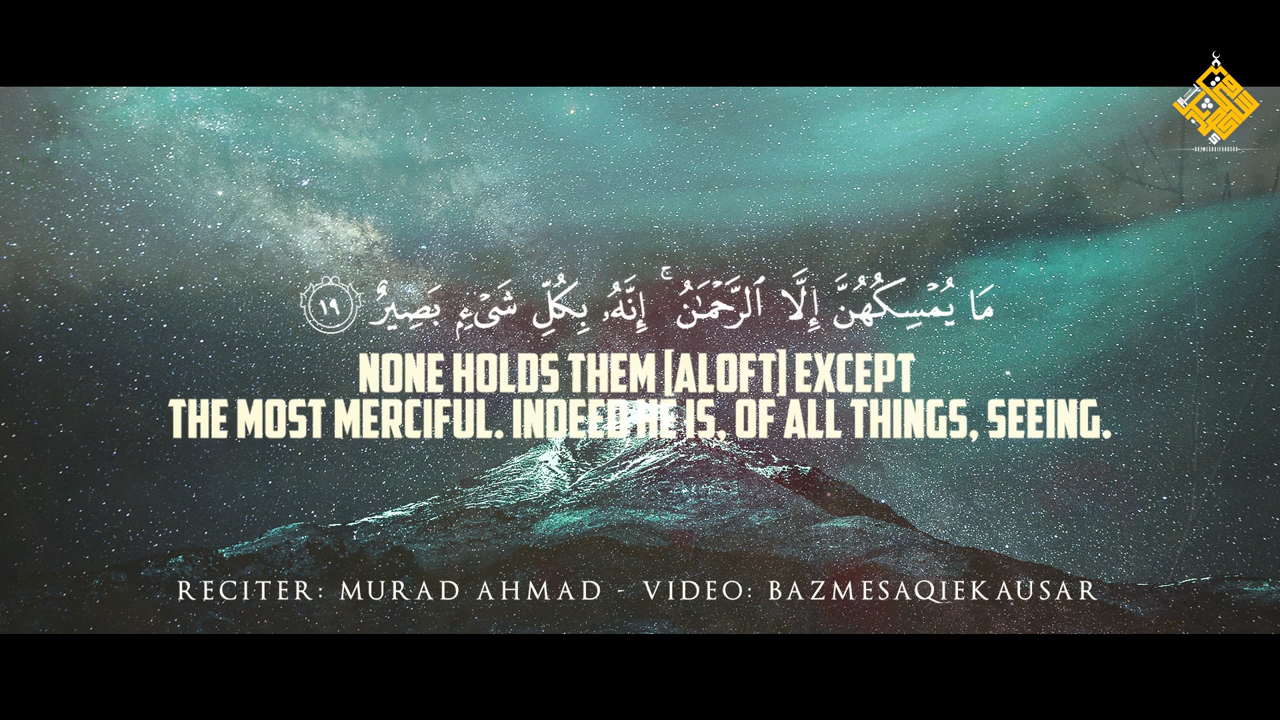 مَا يُمْسِكُهُنَّ إِلَّا ٱلرَّحْمَـٰنُ ۚ إِنَّهُۥ بِكُلِّ شَىْءٍۭ بَصِيرٌ ١٩
NONE HOLDS THEM [ALOFT] EXCEPT
THE MOST MERCIFUL. INDEED HE IS, OF ALL THINGS, SEEING.
RECITER: MURAD AHMAD - VIDEO: BAZMESAQIEKAUSAR
BAZMESAQIEKAUSAR